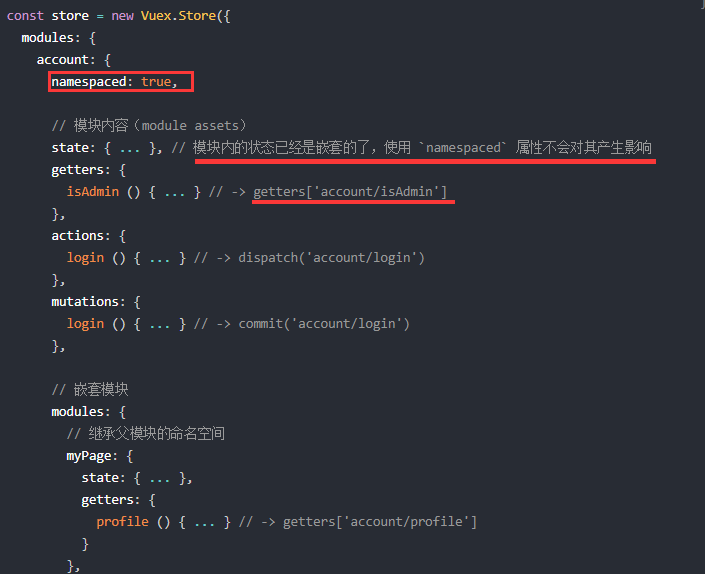 const store = new Vuex.Store({
modules: {
account: {
namespaced: true,
// 模块内容（module assets）
state: { ... }, // 模块内的状态已经是嵌套的了，使用 `namespaced` 属性不会对其产生影响
getters: {
isAdmin () { ... } // -> getters['account/isAdmin']
},
actions: {
login () { ... } // -> dispatch('account/login')
},
mutations: {
login () { ... } // -> commit('account/login')
},
// 嵌套模块
modules: {
// 继承父模块的命名空间
myPage: {
state: { ... },
getters: {
profile () { ... } // -> getters['account/profile']
}
},